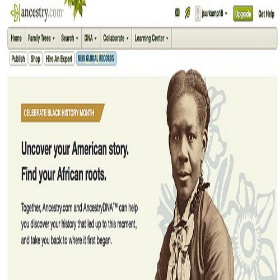 ancestry.com
Upgrade Get Help
Home Family Trees Search DNA Collaborate Learning Center
Publish Shop Hire An Expert NEW GLOBAL RECORDS
CELEBRATE BLACK HISTORY MONTH
Uncover your American story.
Find your African roots.
Together, Ancestry.com and AncestryDNA™ can help
you discover your history that led up to this moment,
and take you back to where it first began.